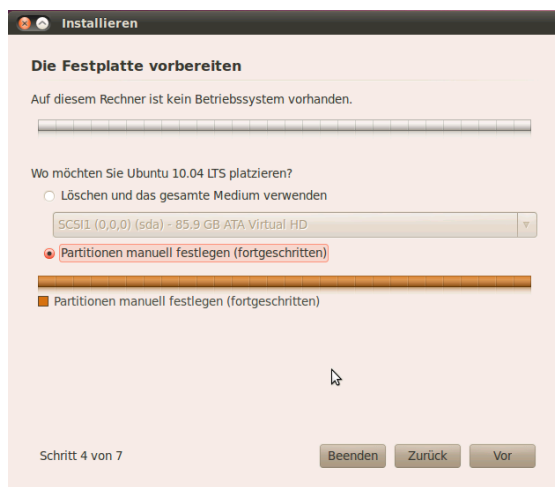 Installieren
Die Festplatte vorbereiten
Auf diesem Rechner ist kein Betriebssystem vorhanden.
Wo möchten Sie Ubuntu 10.04 LTS platzieren?
Löschen und das gesamte Medium verwenden
SCSI1 (0,0,0) (sda) - 85.9 GB ATA Virtual HD
Partitionen manuell festlegen (fortgeschritten)
Partitionen manuell festlegen (fortgeschritten)
Schritt 4 von 7 Beenden Zurück Vor